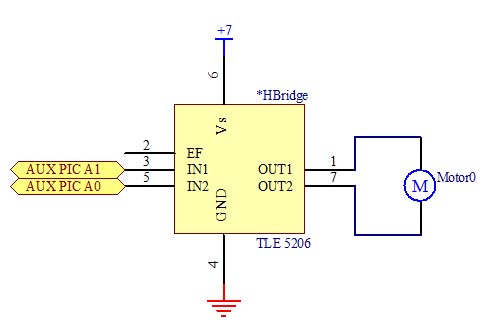 +7
6
*HBridge
Vs
2
EF
AUX PIC A1
3
IN1
OUT1
1
AUX PIC A0
5
IN2
OUT2
7
M
Motor0
GND
TLE 5206
4